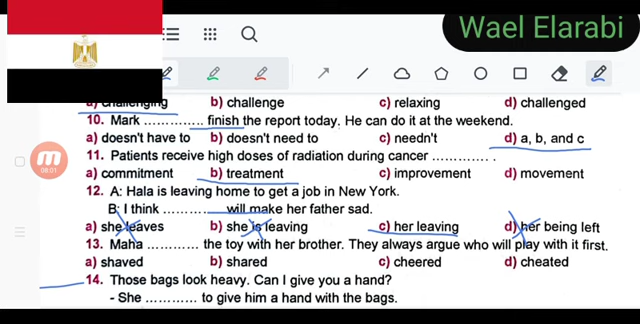 Wael Elarabi
a) challenging b) challenge c) relaxing d) challenged
10. Mark .............. finish the report today. He can do it at the weekend.
a) doesn't have to b) doesn't need to c) needn't d) a, b, and c
11. Patients receive high doses of radiation during cancer ............. .
a) commitment b) treatment c) improvement d) movement
12. A: Hala is leaving home to get a job in New York.
B: I think .............. will make her father sad.
a) she leaves b) she is leaving c) her leaving d) her being left
13. Maha ............ the toy with her brother. They always argue who will play with it first.
a) shaved b) shared c) cheered d) cheated
14. Those bags look heavy. Can I give you a hand?
- She ............ to give him a hand with the bags.
M
08:01